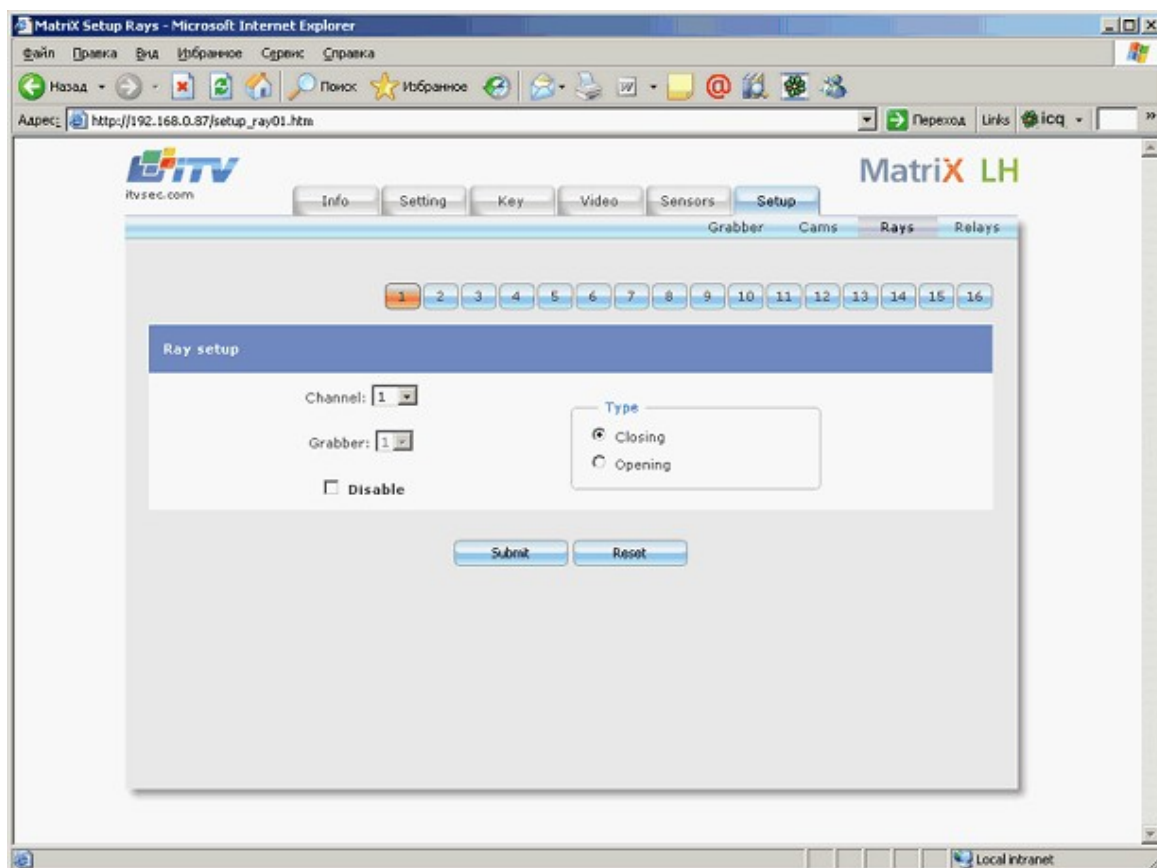 MatriX Setup Rays - Microsoft Internet Explorer
Файл Правка Вид Избранное Сервис Справка
Назад Поиск Избранное
Адрес: http://192.168.0.87/setup_ray01.htm Переход Links icq
iTV
itvsec.com
MatriX LH
Info Setting Key Video Sensors Setup
Grabber Cams Rays Relays
1 2 3 4 5 6 7 8 9 10 11 12 13 14 15 16
Ray setup
Channel: 1
Type
Closing
Grabber: 1
Opening
Disable
Submit Reset
Local intranet